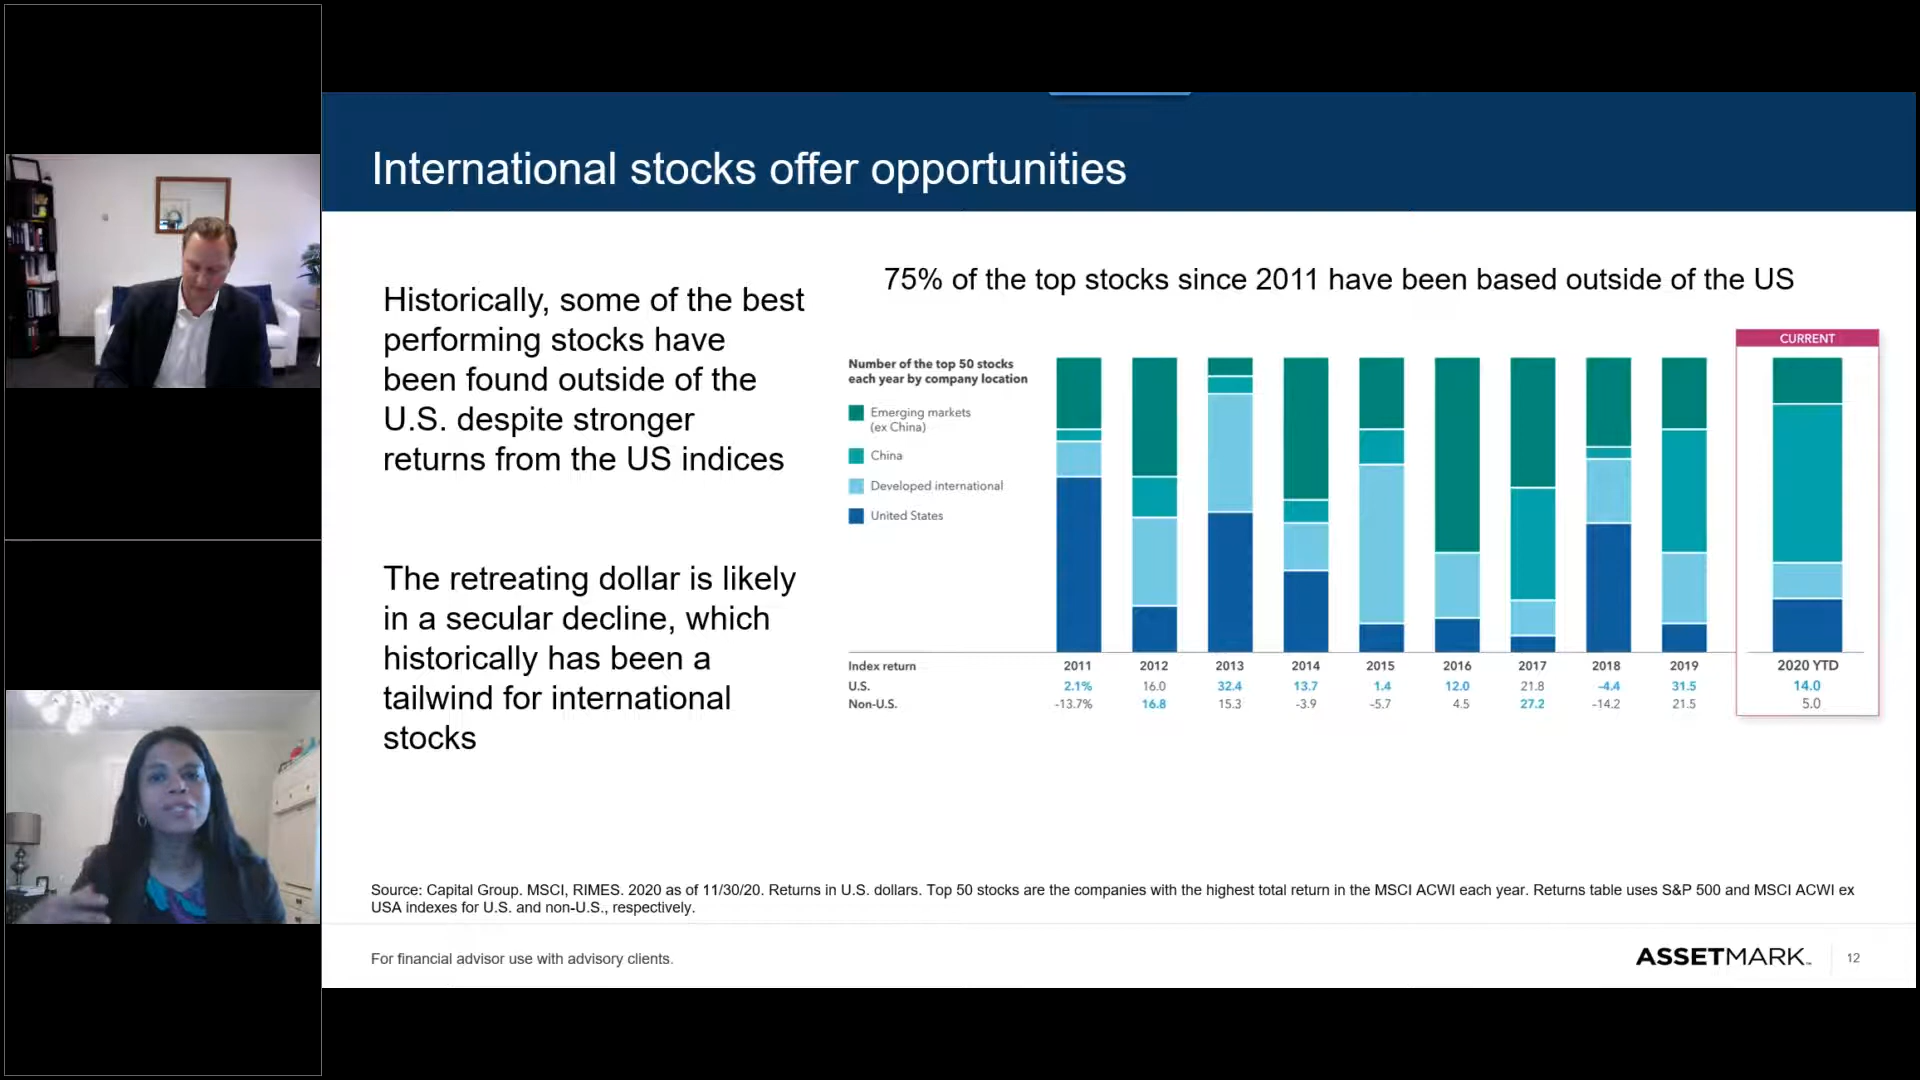 International stocks offer opportunities
Historically, some of the best
performing stocks have
been found outside of the
U.S. despite stronger
returns from the US indices
The retreating dollar is likely
in a secular decline, which
historically has been a
tailwind for international
stocks
75% of the top stocks since 2011 have been based outside of the US
Number of the top 50 stocks
each year by company location
Emerging markets
(ex China)
China
Developed international
United States
CURRENT
Index return 2011 2012 2013 2014 2015 2016 2017 2018 2019 2020 YTD
U.S. 2.1% 16.0 32.4 13.7 1.4 12.0 21.8 -4.4 31.5 14.0
Non-U.S. -13.7% 16.8 15.3 -3.9 -5.7 4.5 27.2 -14.2 21.5 5.0
Source: Capital Group. MSCI, RIMES. 2020 as of 11/30/20. Returns in U.S. dollars. Top 50 stocks are the companies with the highest total return in the MSCI ACWI each year. Returns table uses S&P 500 and MSCI ACWI ex
USA indexes for U.S. and non-U.S., respectively.
For financial advisor use with advisory clients.
ASSETMARK™ 12